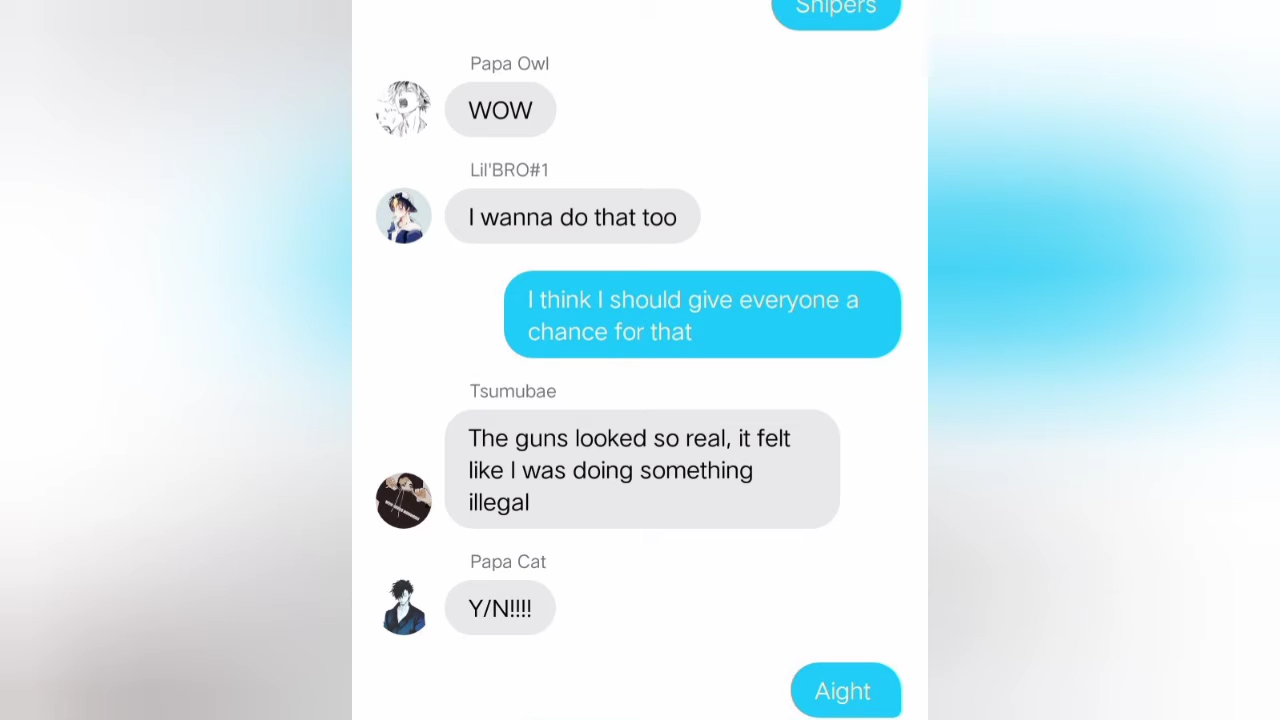 Snipers
Papa Owl
WOW
Lil'BRO#1
I wanna do that too
I think I should give everyone a
chance for that
Tsumubae
The guns looked so real, it felt
like I was doing something
illegal
Papa Cat
Y/N!!!!
Aight